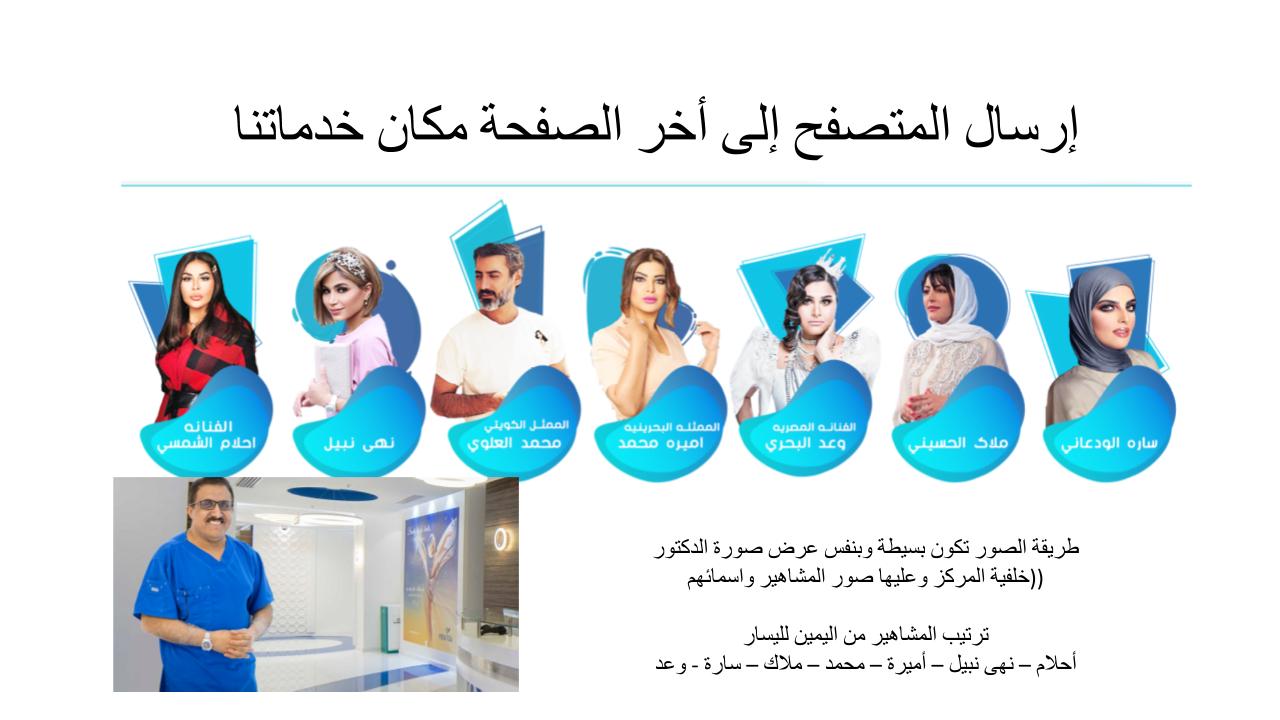 إرسال المتصفح إلى أخر الصفحة مكان خدماتنا
ساره الودعاني
ملاك الحسيني
الفنانه المصريه
وعد البحري
الممثله البحرينيه
اميره محمد
الممثل الكويتي
محمد العلوي
نهى نبيل
الفنانه
احلام الشمسي
طريقة الصور تكون بسيطة وبنفس عرض صورة الدكتور
((خلفية المركز وعليها صور المشاهير واسمائهم
ترتيب المشاهير من اليمين لليسار
أحلام – نهى نبيل – أميرة – محمد – ملاك – سارة - وعد